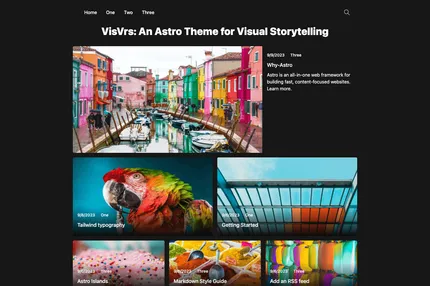 Home One Two Three
VisVrs: An Astro Theme for Visual Storytelling
9/9/2023 Three
Why-Astro
Astro is an all-in-one web framework for
building fast, content-focused websites.
Learn more.
9/8/2023 One
Tailwind typography
9/8/2023 One
Getting Started
9/8/2023 Three
Astro Islands
9/8/2023 Three
Markdown Style Guide
9/8/2023 Three
Add an RSS feed